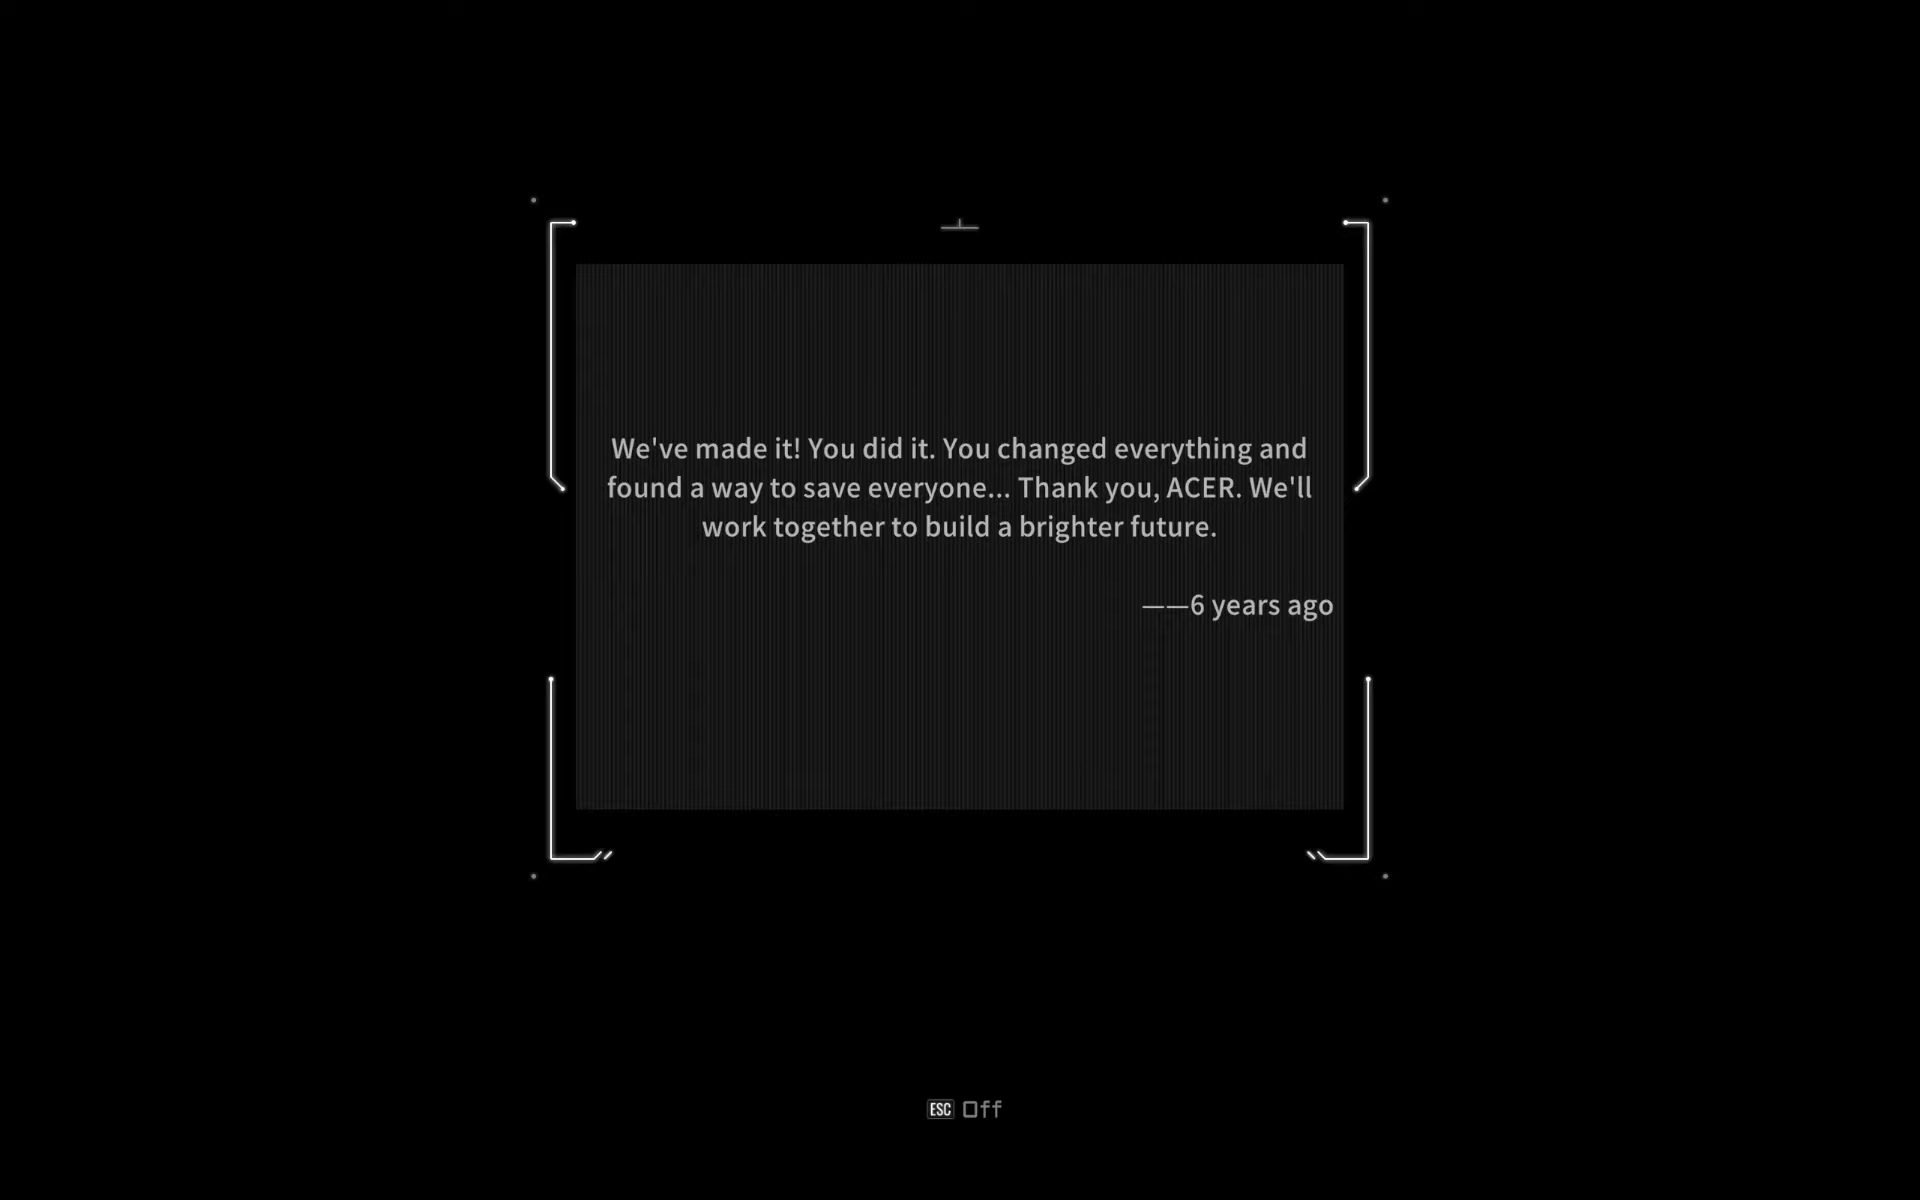 We've made it! You did it. You changed everything and
found a way to save everyone... Thank you, ACER. We'll
work together to build a brighter future.
——6 years ago
ESC Off